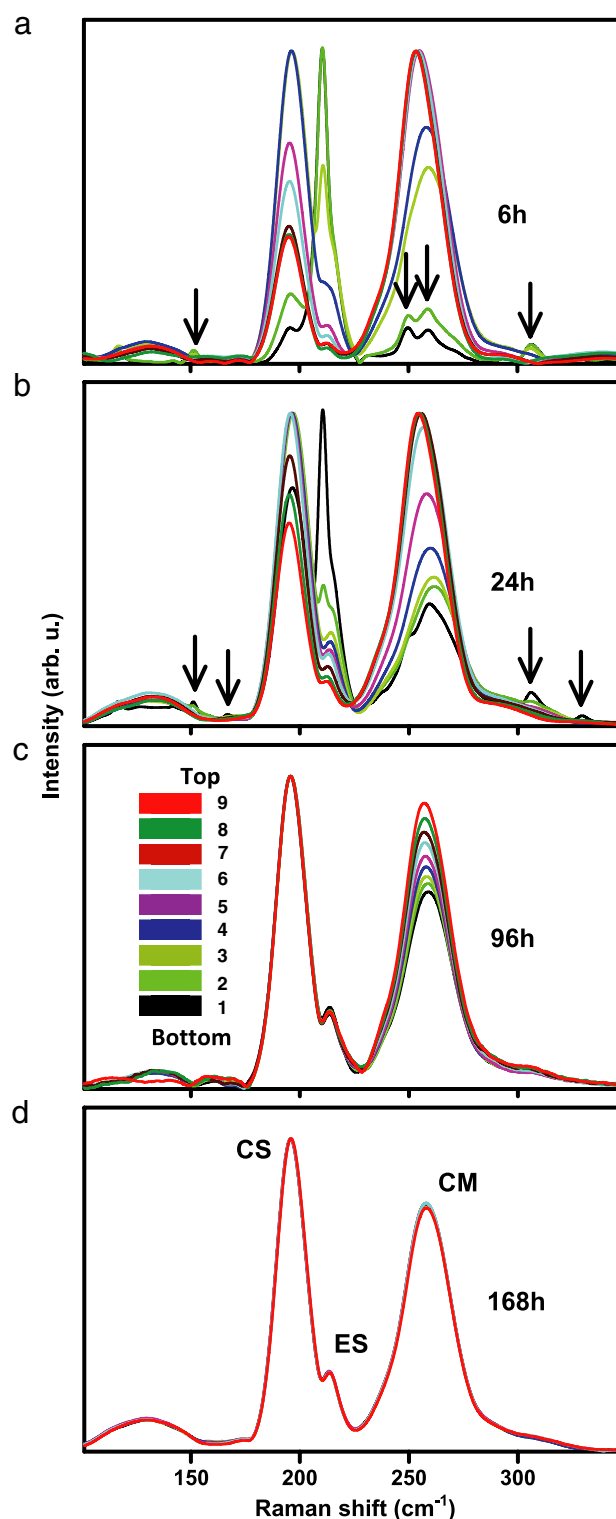 a
6h
b
24h
Intensity (arb. u.)
c
Top
9
8
7
6
5
4
3
2
1
Bottom
96h
d
CS
CM
ES
168h
150 200 250 300
Raman shift (cm⁻¹)